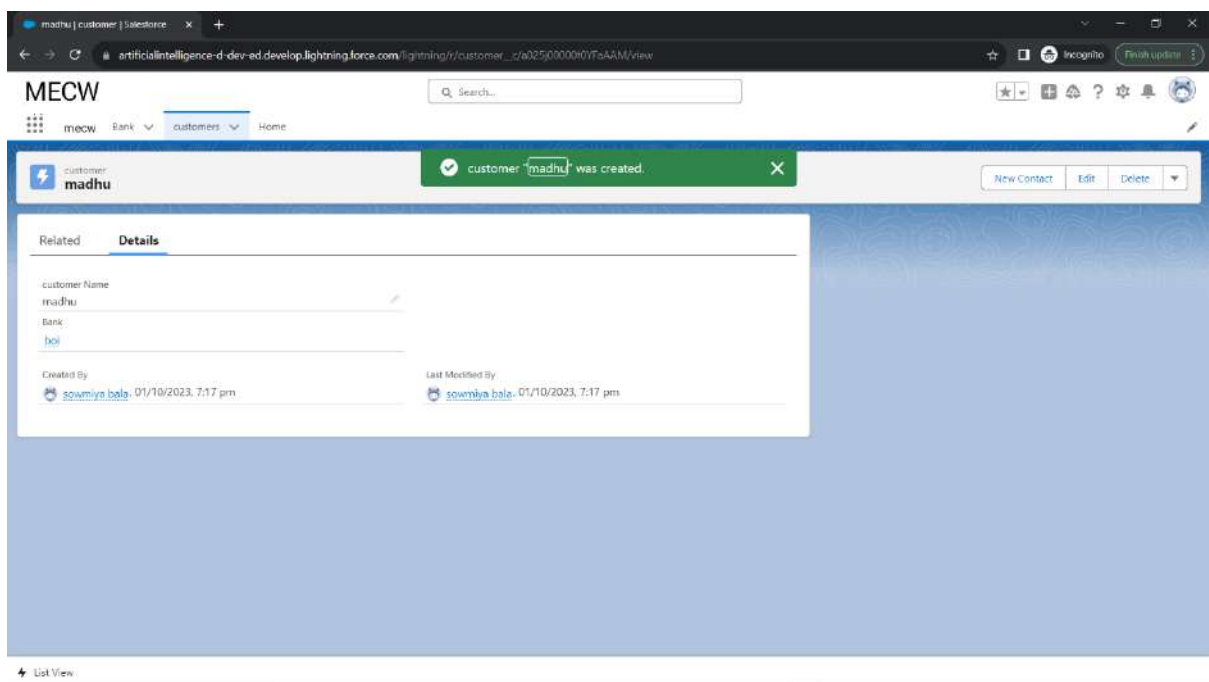 madhu | customer | Salesforce
artificialintelligence-d-dev-ed.develop.lightning.force.com/lightning/r/customer__c/a025j00000f0YFaAAM/view
Incognito
Finish update
MECW
Search...
mecw Bank customers Home
customer "madhu" was created.
customer
madhu
New Contact Edit Delete
Related Details
customer Name
madhu
Bank
boi
Created By
sowmiya bala, 01/10/2023, 7:17 pm
Last Modified By
sowmiya bala, 01/10/2023, 7:17 pm
List View